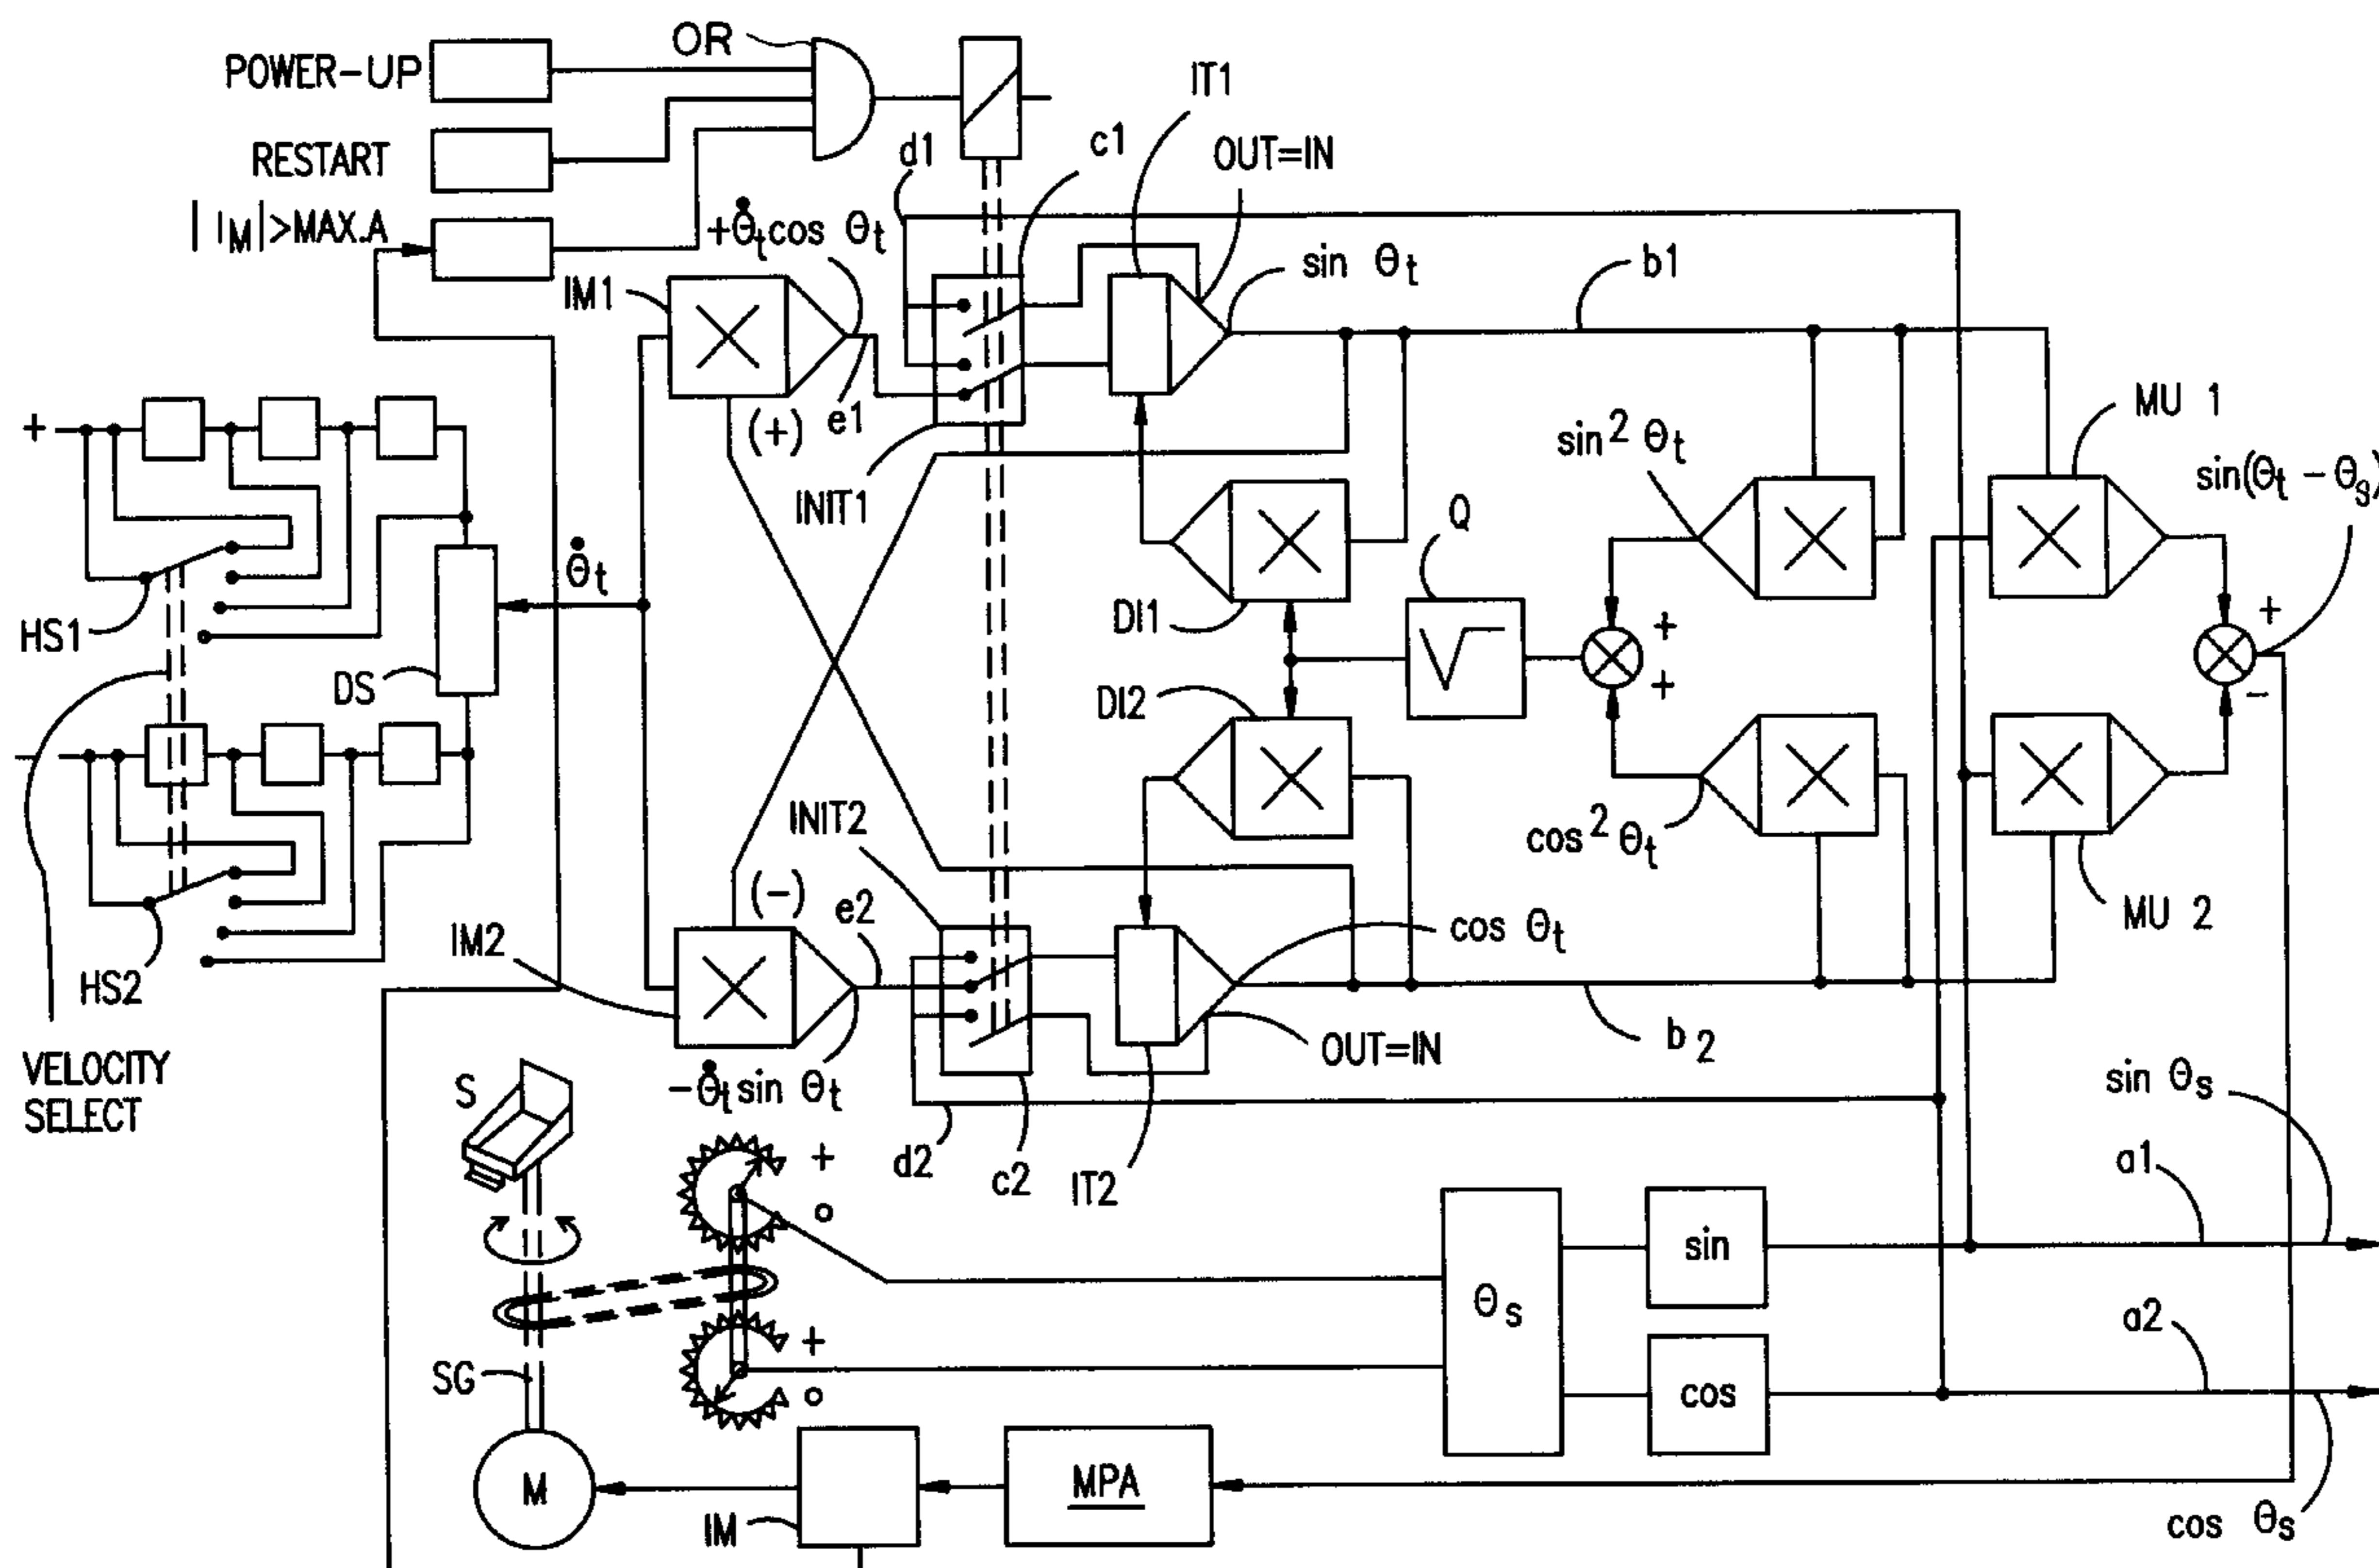 OR
POWER-UP
IT1
RESTART
d1
c1
OUT=IN
| IM |>MAX.A
+θ̇t cos θt
sin θt
b1
IM1
(+)
e1
MU 1
+
sin² θt
sin(θt – θs)
INIT1
Q
θ̇t
HS1
DI1
+
+
+
–
DS
DI2
–
INIT2
cos² θt
(–)
e2
MU 2
IM2
cos θt
HS2
b2
OUT=IN
VELOCITY
SELECT
S
–θ̇t sin θt
sin θs
d2
c2
IT2
a1
+
o
sin
θs
a2
+
o
SG
cos
M
MPA
IM
cos θs